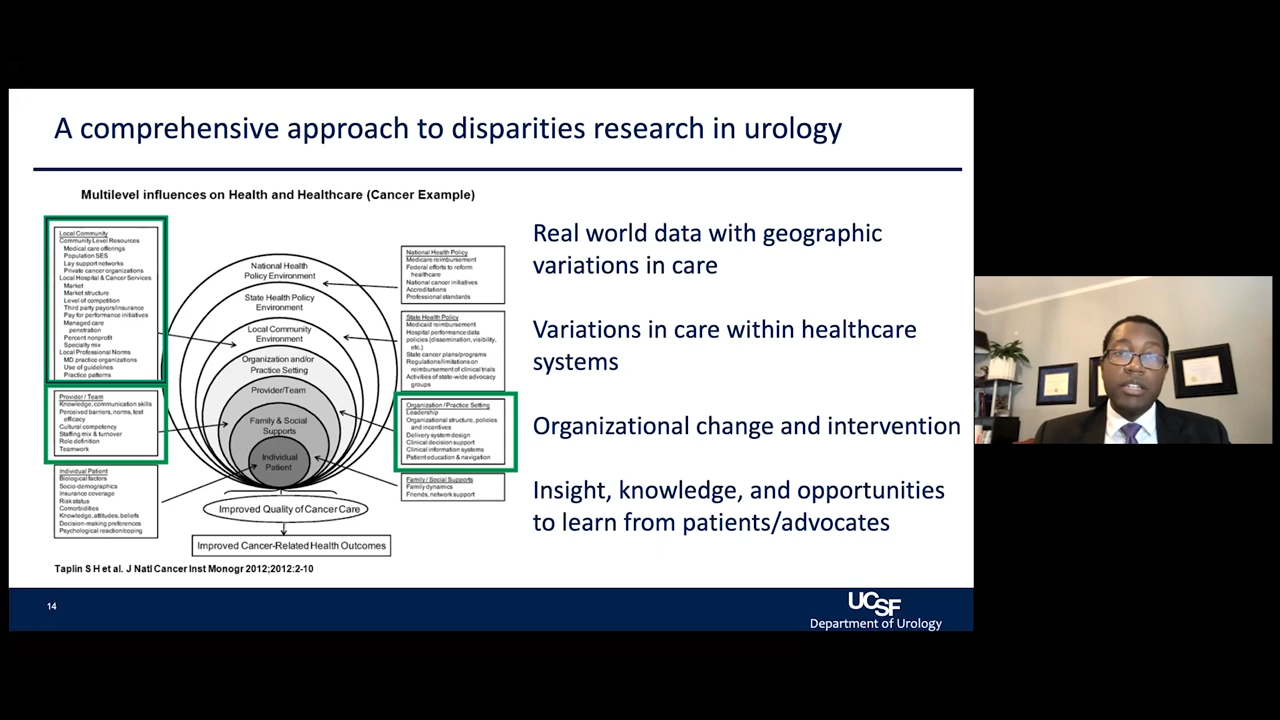 A comprehensive approach to disparities research in urology
Multilevel influences on Health and Healthcare (Cancer Example)
Local Community
Community Level Resources
Medical care offerings
Population SES
Lay support networks
Private cancer organizations
Local Hospital & Cancer Services
Market
Market structure
Level of competition
Third party payors/insurance
Pay for performance initiatives
Managed care
penetration
Percent nonprofit
Specialty mix
Local Professional Norms
MD practice organizations
Use of guidelines
Practice patterns
Provider / Team
Knowledge, communication skills
Perceived barriers, norms, test
efficacy
Cultural competency
Staffing mix & turnover
Role definition
Teamwork
Individual Patient
Biological factors
Socio-demographics
Insurance coverage
Risk status
Comorbidities
Knowledge, attitudes, beliefs
Decision-making preferences
Psychological reaction/coping
National Health
Policy Environment
State Health Policy
Environment
Local Community
Environment
Organization and/or
Practice Setting
Provider/Team
Family & Social
Supports
Individual
Patient
Improved Quality of Cancer Care
Improved Cancer-Related Health Outcomes
National Health Policy
Medicare reimbursement
Federal efforts to reform
healthcare
National cancer initiatives
Accreditations
Professional standards
State Health Policy
Medicaid reimbursement
Hospital performance data
policies (dissemination, visibility,
etc.)
State cancer plans/programs
Regulations/limitations on
reimbursement of clinical trials
Activities of state-wide advocacy
groups
Organization / Practice Setting
Leadership
Organizational structure, policies
and incentives
Delivery system design
Clinical decision support
Clinical information systems
Patient education & navigation
Family / Social Supports
Family dynamics
Friends, network support
Taplin S H et al. J Natl Cancer Inst Monogr 2012;2012:2-10
Real world data with geographic
variations in care
Variations in care within healthcare
systems
Organizational change and intervention
Insight, knowledge, and opportunities
to learn from patients/advocates
14
UCSF
Department of Urology